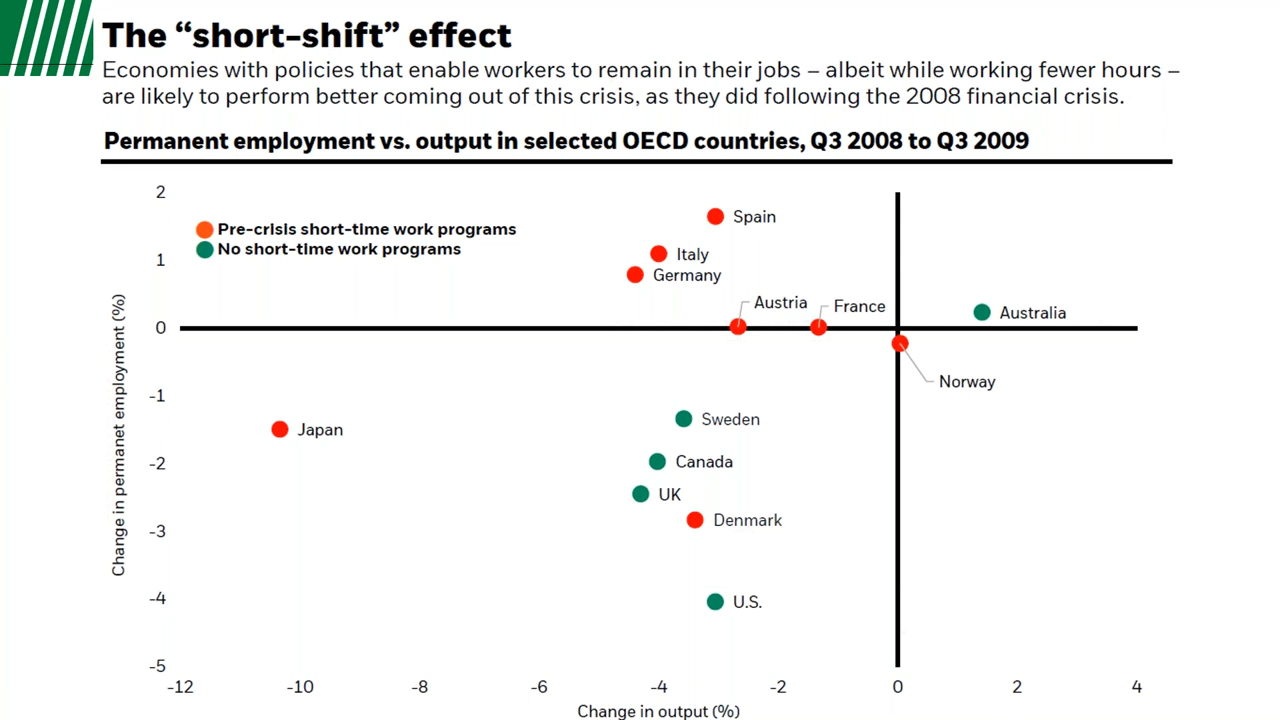 The “short-shift” effect
Economies with policies that enable workers to remain in their jobs – albeit while working fewer hours –
are likely to perform better coming out of this crisis, as they did following the 2008 financial crisis.
Permanent employment vs. output in selected OECD countries, Q3 2008 to Q3 2009
2
Spain
Pre-crisis short-time work programs
No short-time work programs
1
Italy
Germany
Austria
France
Australia
0
Norway
-1
Sweden
Japan
-2
Canada
UK
Denmark
-3
-4
U.S.
-5
Change in permanet employment (%)
-12 -10 -8 -6 -4 -2 0 2 4
Change in output (%)